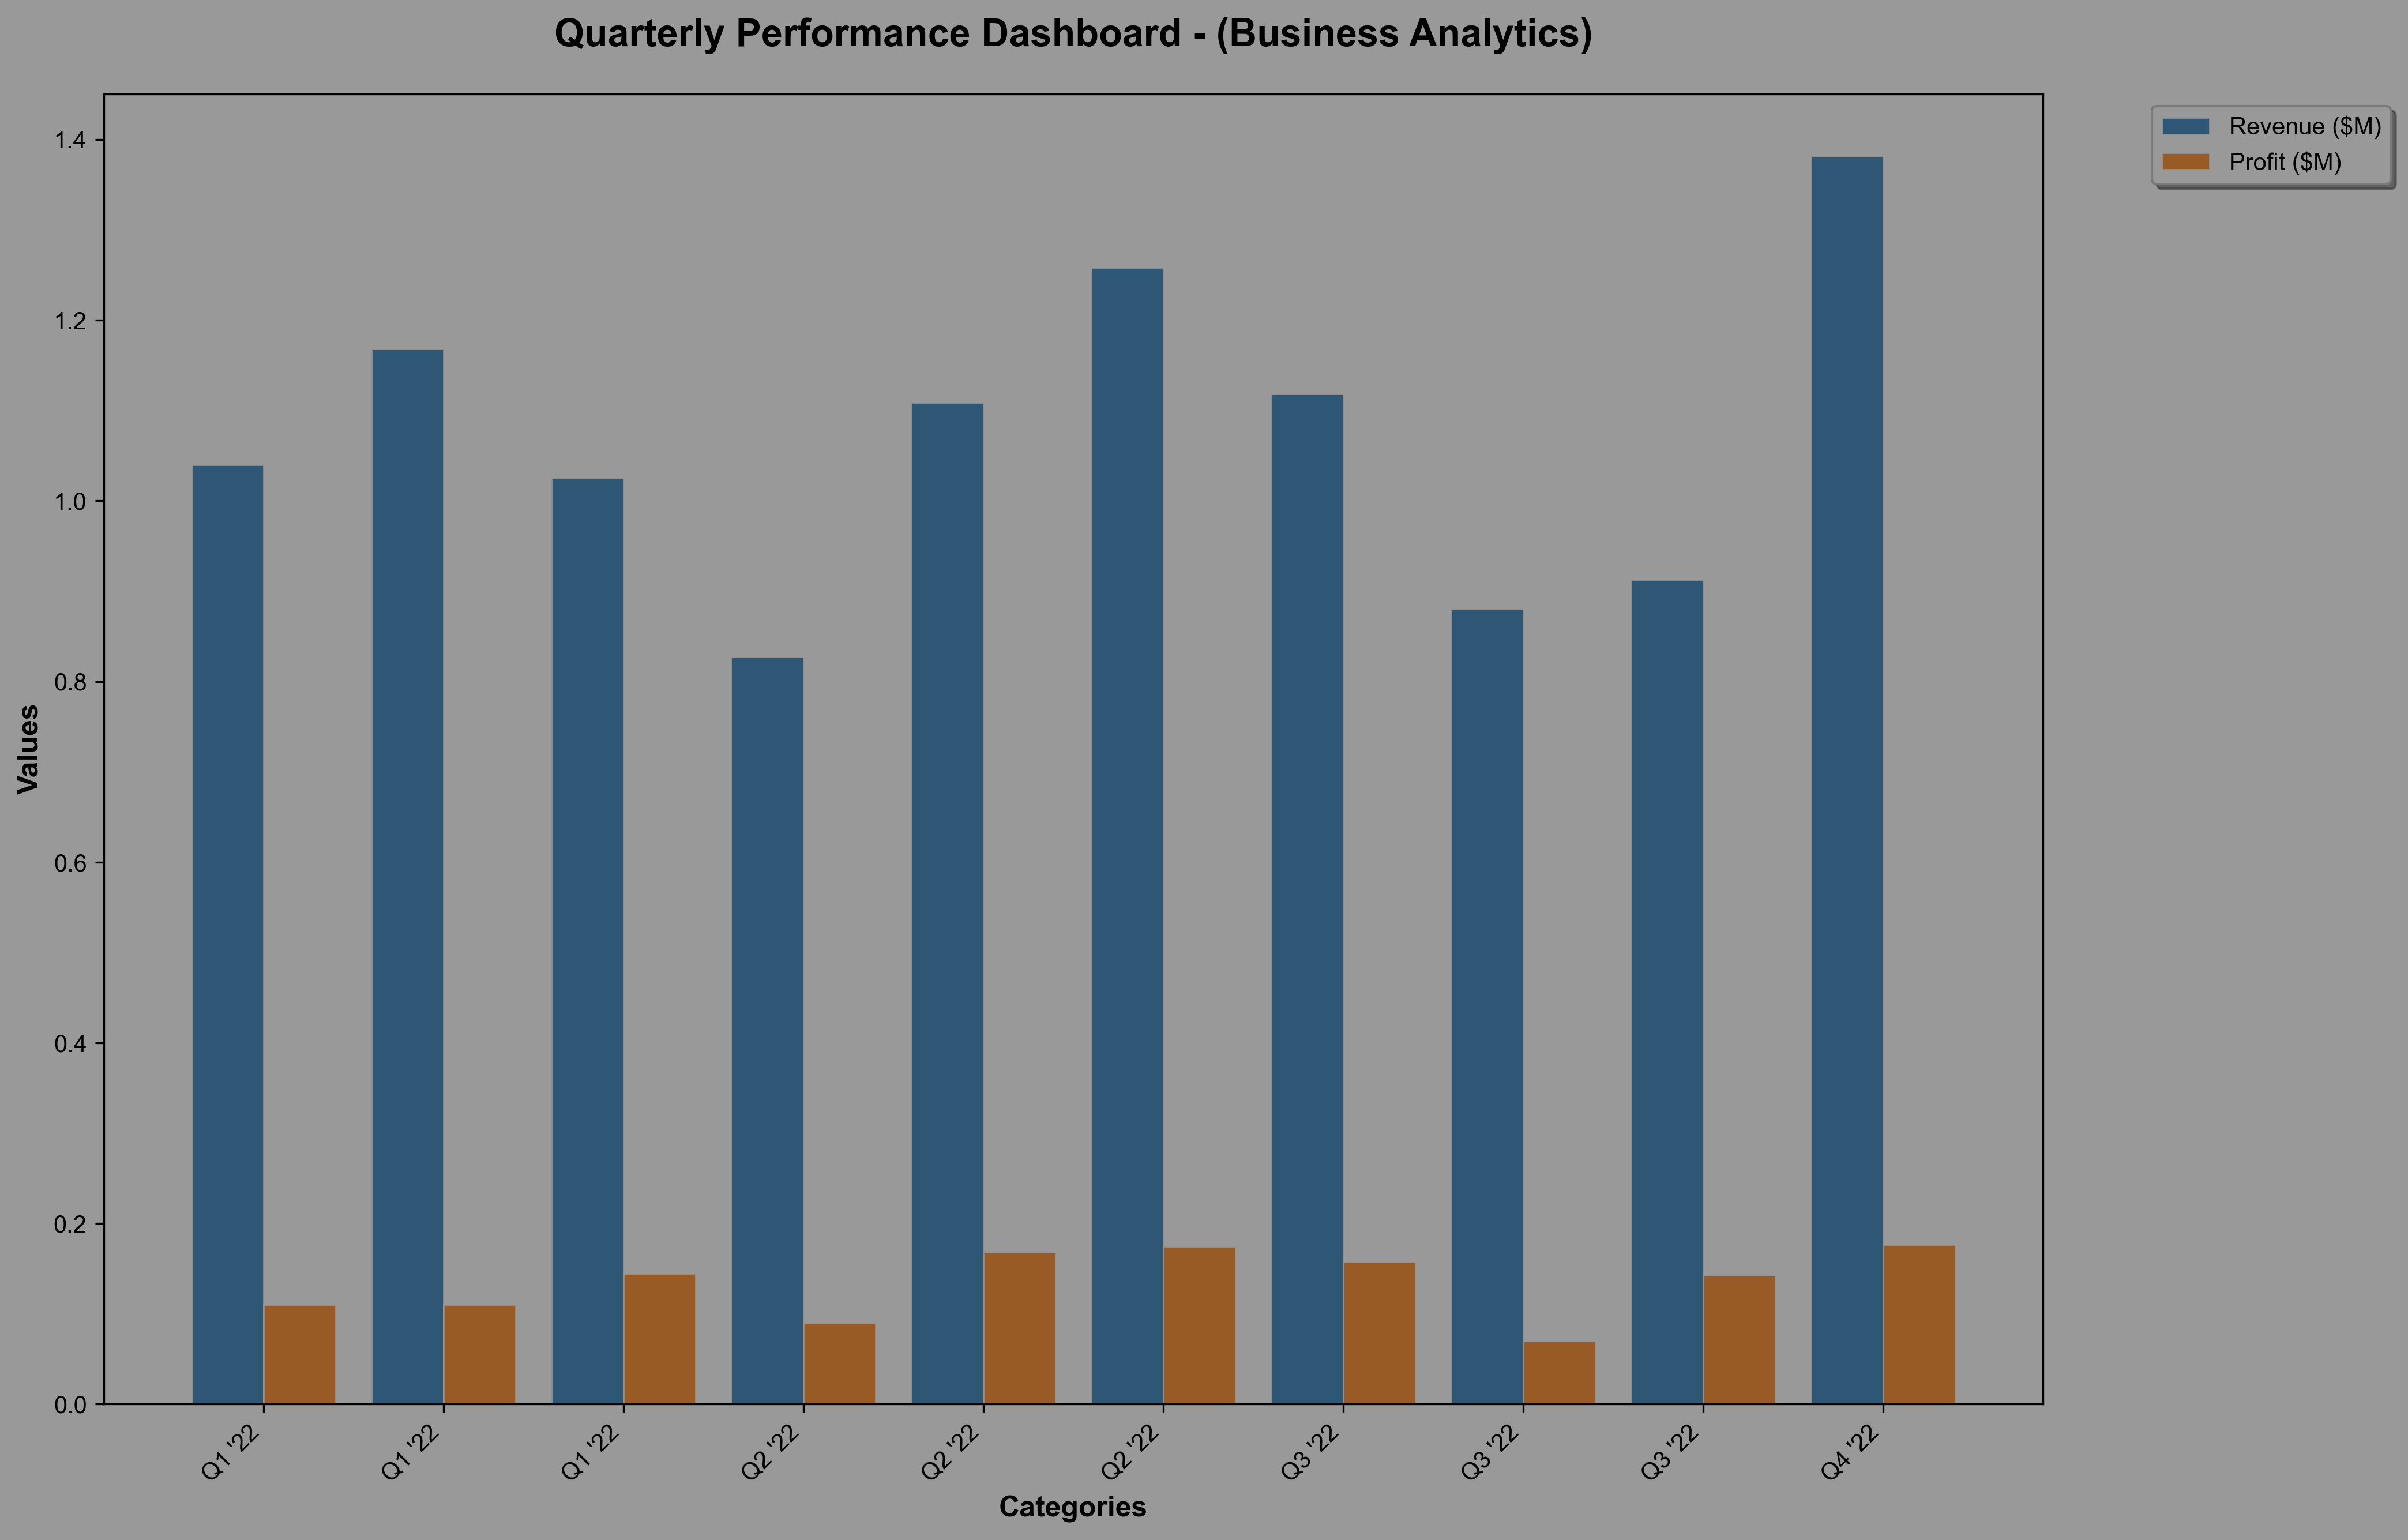 Quarterly Performance Dashboard - (Business Analytics)
Revenue ($M)
Profit ($M)
1.4
1.2
1.0
0.8
0.6
0.4
0.2
0.0
Values
Q1 '22
Q1 '22
Q1 '22
Q2 '22
Q2 '22
Q2 '22
Q3 '22
Q3 '22
Q3 '22
Q4 '22
Categories